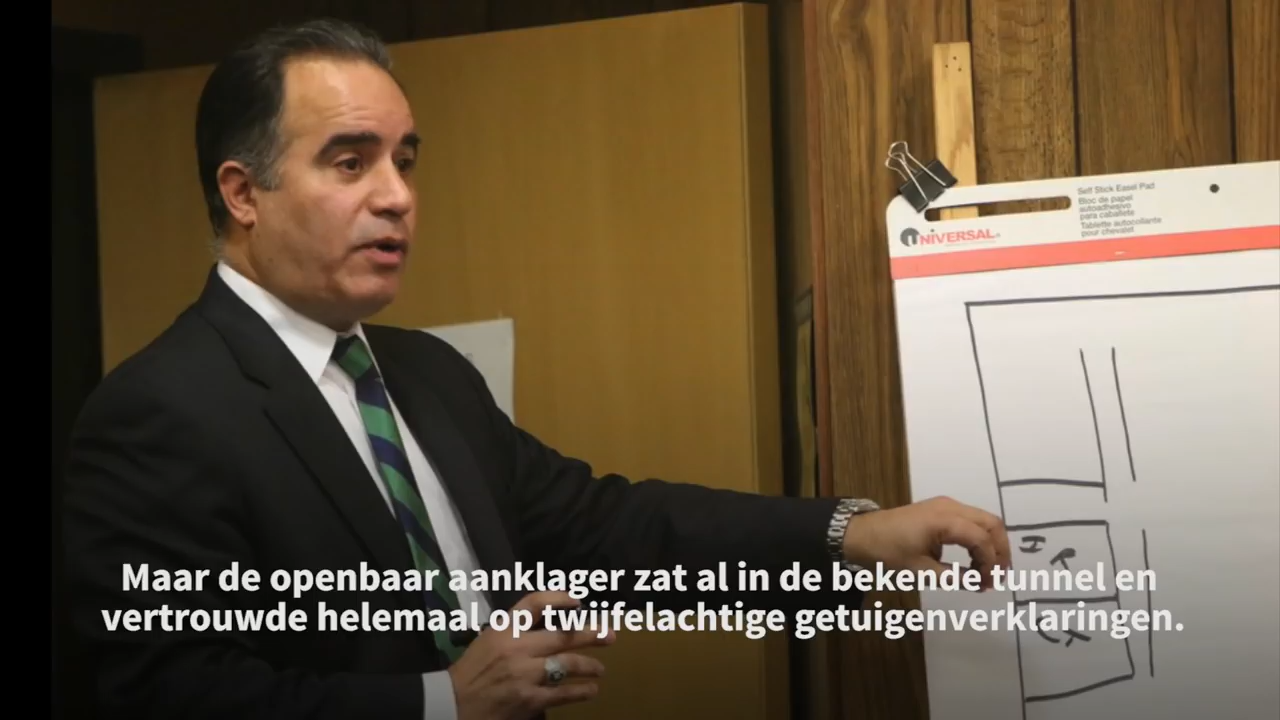 Self Stick Easel Pad
Bloc de papel
autoadhesivo
para caballete
Tablette autocollante
pour chevalet
UNIVERSAL
Maar de openbaar aanklager zat al in de bekende tunnel en
vertrouwde helemaal op twijfelachtige getuigenverklaringen.